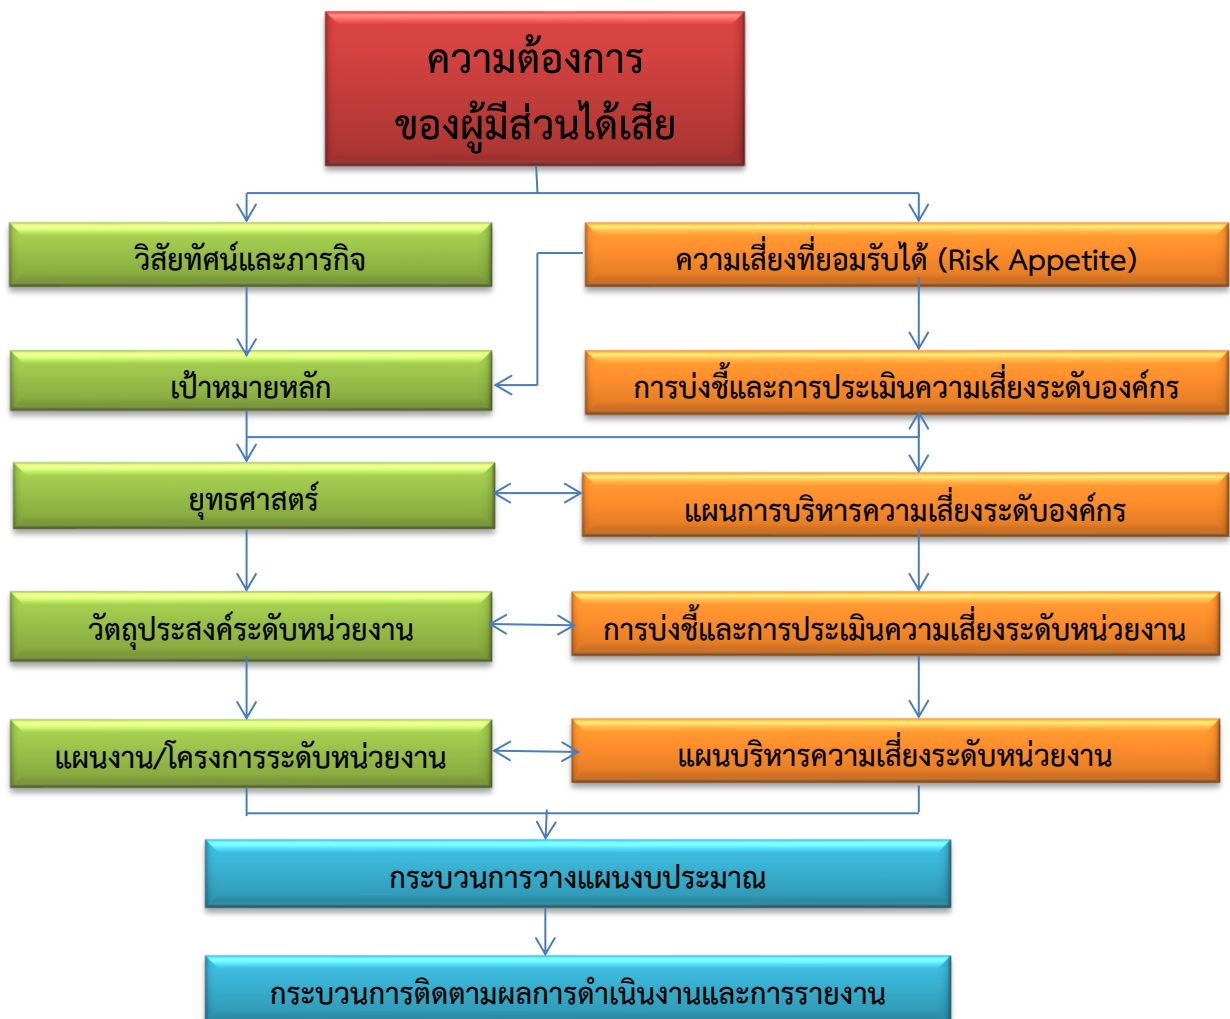 ความต้องการ
ของผู้มีส่วนได้เสีย
วิสัยทัศน์และภารกิจ
ความเสี่ยงที่ยอมรับได้ (Risk Appetite)
เป้าหมายหลัก
การบ่งชี้และการประเมินความเสี่ยงระดับองค์กร
ยุทธศาสตร์
แผนการบริหารความเสี่ยงระดับองค์กร
วัตถุประสงค์ระดับหน่วยงาน
การบ่งชี้และการประเมินความเสี่ยงระดับหน่วยงาน
แผนงาน/โครงการระดับหน่วยงาน
แผนบริหารความเสี่ยงระดับหน่วยงาน
กระบวนการวางแผนงบประมาณ
กระบวนการติดตามผลการดำเนินงานและการรายงาน